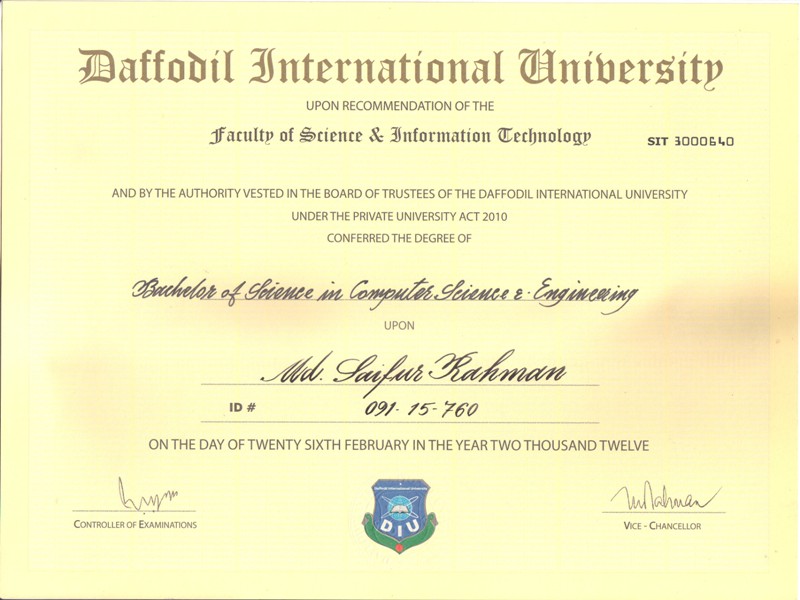 Daffodil International University
UPON RECOMMENDATION OF THE
Faculty of Science & Information Technology
SIT 3000640
AND BY THE AUTHORITY VESTED IN THE BOARD OF TRUSTEES OF THE DAFFODIL INTERNATIONAL UNIVERSITY
UNDER THE PRIVATE UNIVERSITY ACT 2010
CONFERRED THE DEGREE OF
Bachelor of Science in Computer Science & Engineering
UPON
Md. Saifur Rahman
ID # 091-15-760
ON THE DAY OF TWENTY SIXTH FEBRUARY IN THE YEAR TWO THOUSAND TWELVE
CONTROLLER OF EXAMINATIONS
Daffodil International University
DIU
VICE - CHANCELLOR